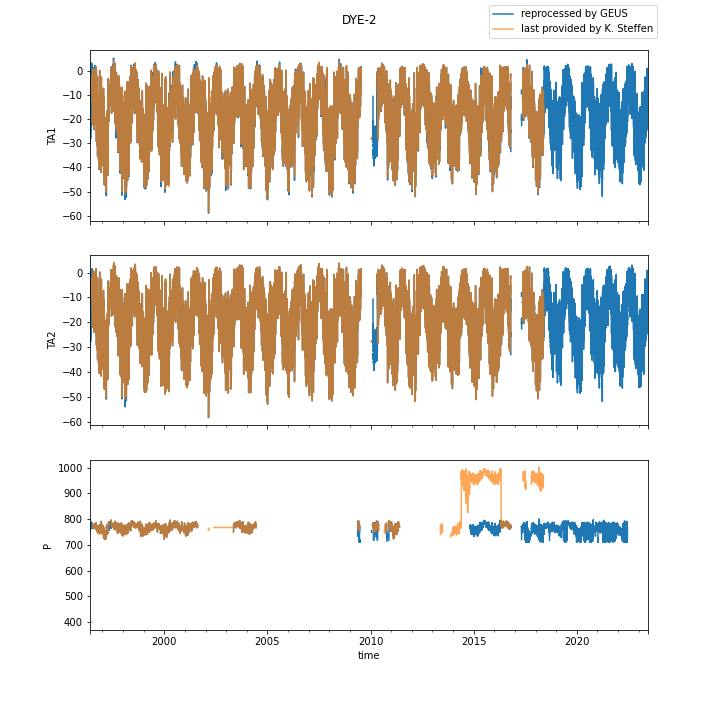 DYE-2
reprocessed by GEUS
last provided by K. Steffen
0
−10
−20
−30
−40
−50
−60
TA1
0
−10
−20
−30
−40
−50
−60
TA2
1000
900
800
700
600
500
400
P
2000 2005 2010 2015 2020
time